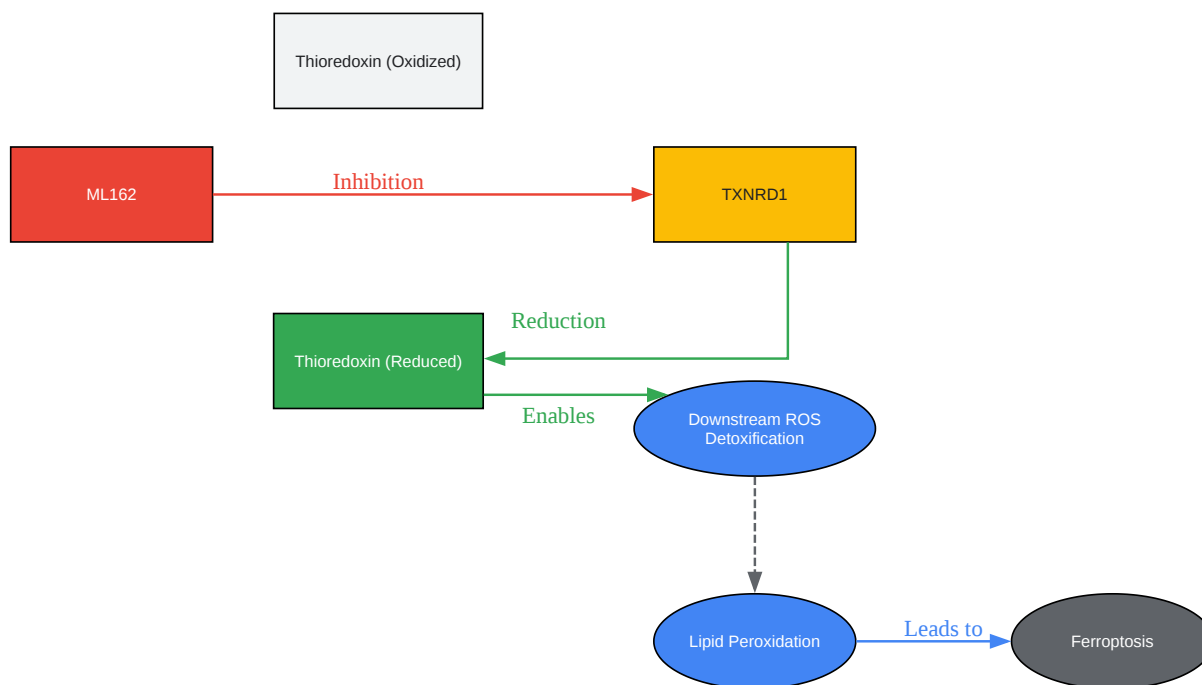 Thioredoxin (Oxidized)
ML162
Inhibition
TXNRD1
Reduction
Thioredoxin (Reduced)
Enables
Downstream ROS
Detoxification
Lipid Peroxidation
Leads to
Ferroptosis